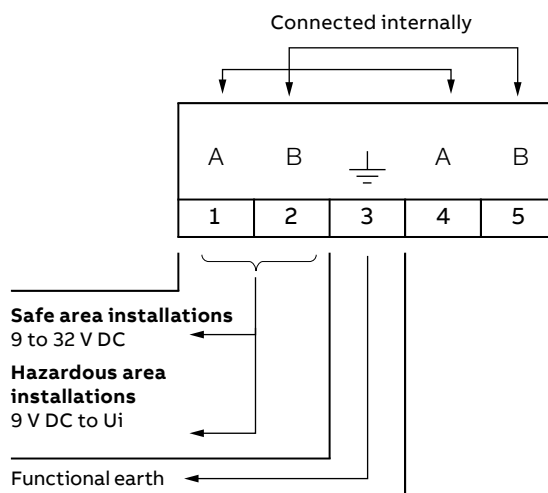 Connected internally
A B A B
1 2 3 4 5
Safe area installations
9 to 32 V DC
Hazardous area
installations
9 V DC to Ui
Functional earth